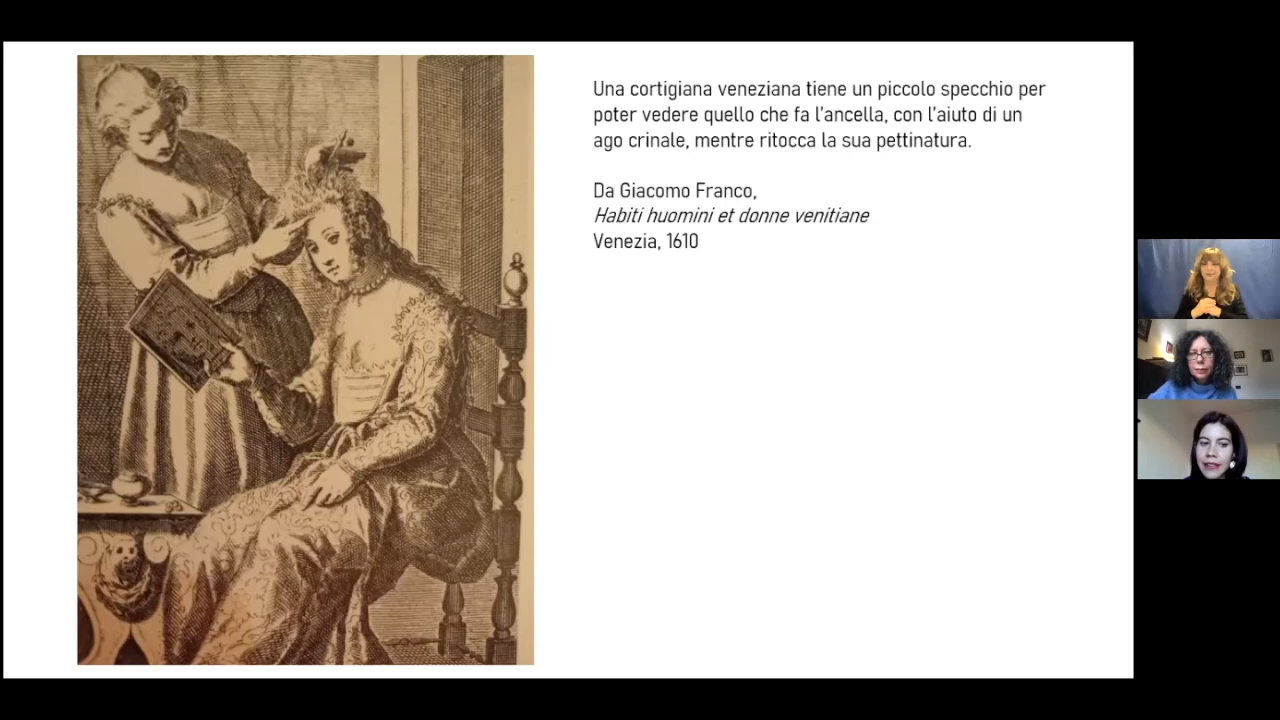 Una cortigiana veneziana tiene un piccolo specchio per
poter vedere quello che fa l'ancella, con l'aiuto di un
ago crinale, mentre ritocca la sua pettinatura.
Da Giacomo Franco,
Habiti huomini et donne venitiane
Venezia, 1610